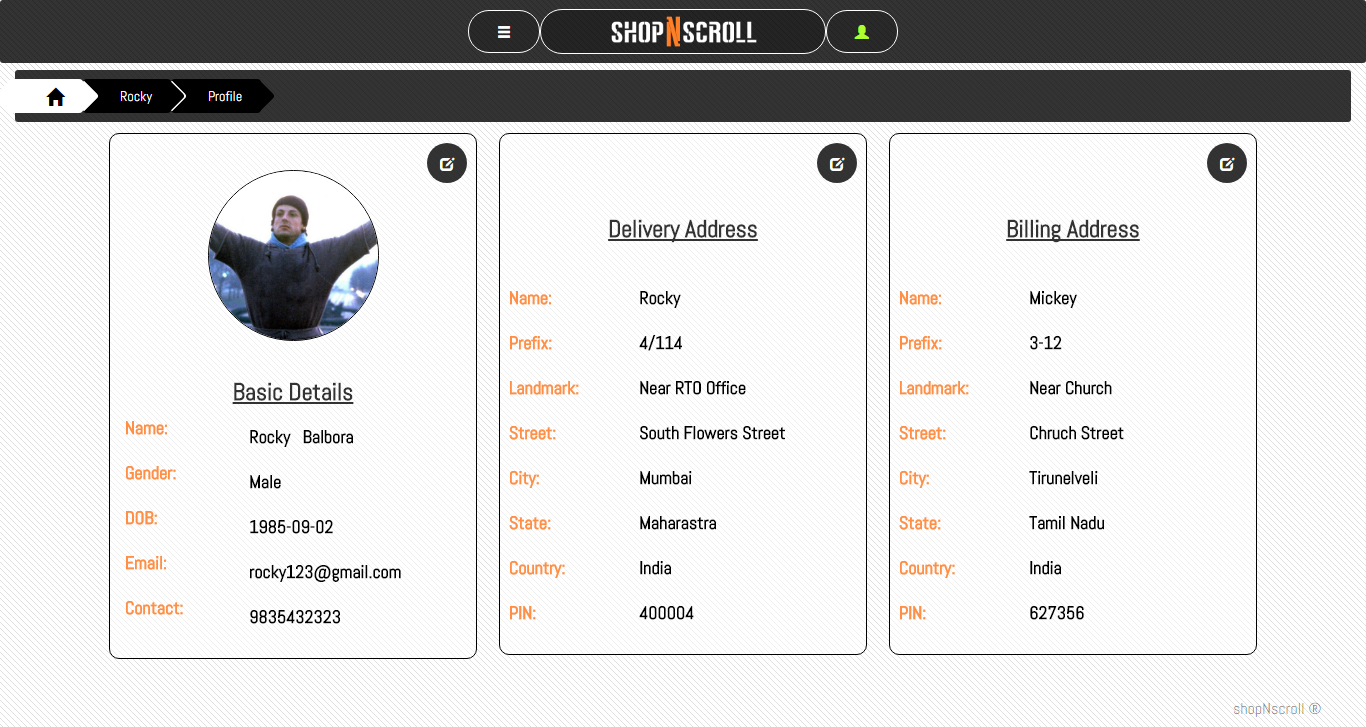 SHOPNSCROLL
Rocky
Profile
Basic Details
Name: Rocky Balbora
Gender: Male
DOB: 1985-09-02
Email: rocky123@gmail.com
Contact: 9835432323
Delivery Address
Name: Rocky
Prefix: 4/114
Landmark: Near RTO Office
Street: South Flowers Street
City: Mumbai
State: Maharastra
Country: India
PIN: 400004
Billing Address
Name: Mickey
Prefix: 3-12
Landmark: Near Church
Street: Chruch Street
City: Tirunelveli
State: Tamil Nadu
Country: India
PIN: 627356
shopNscroll ®